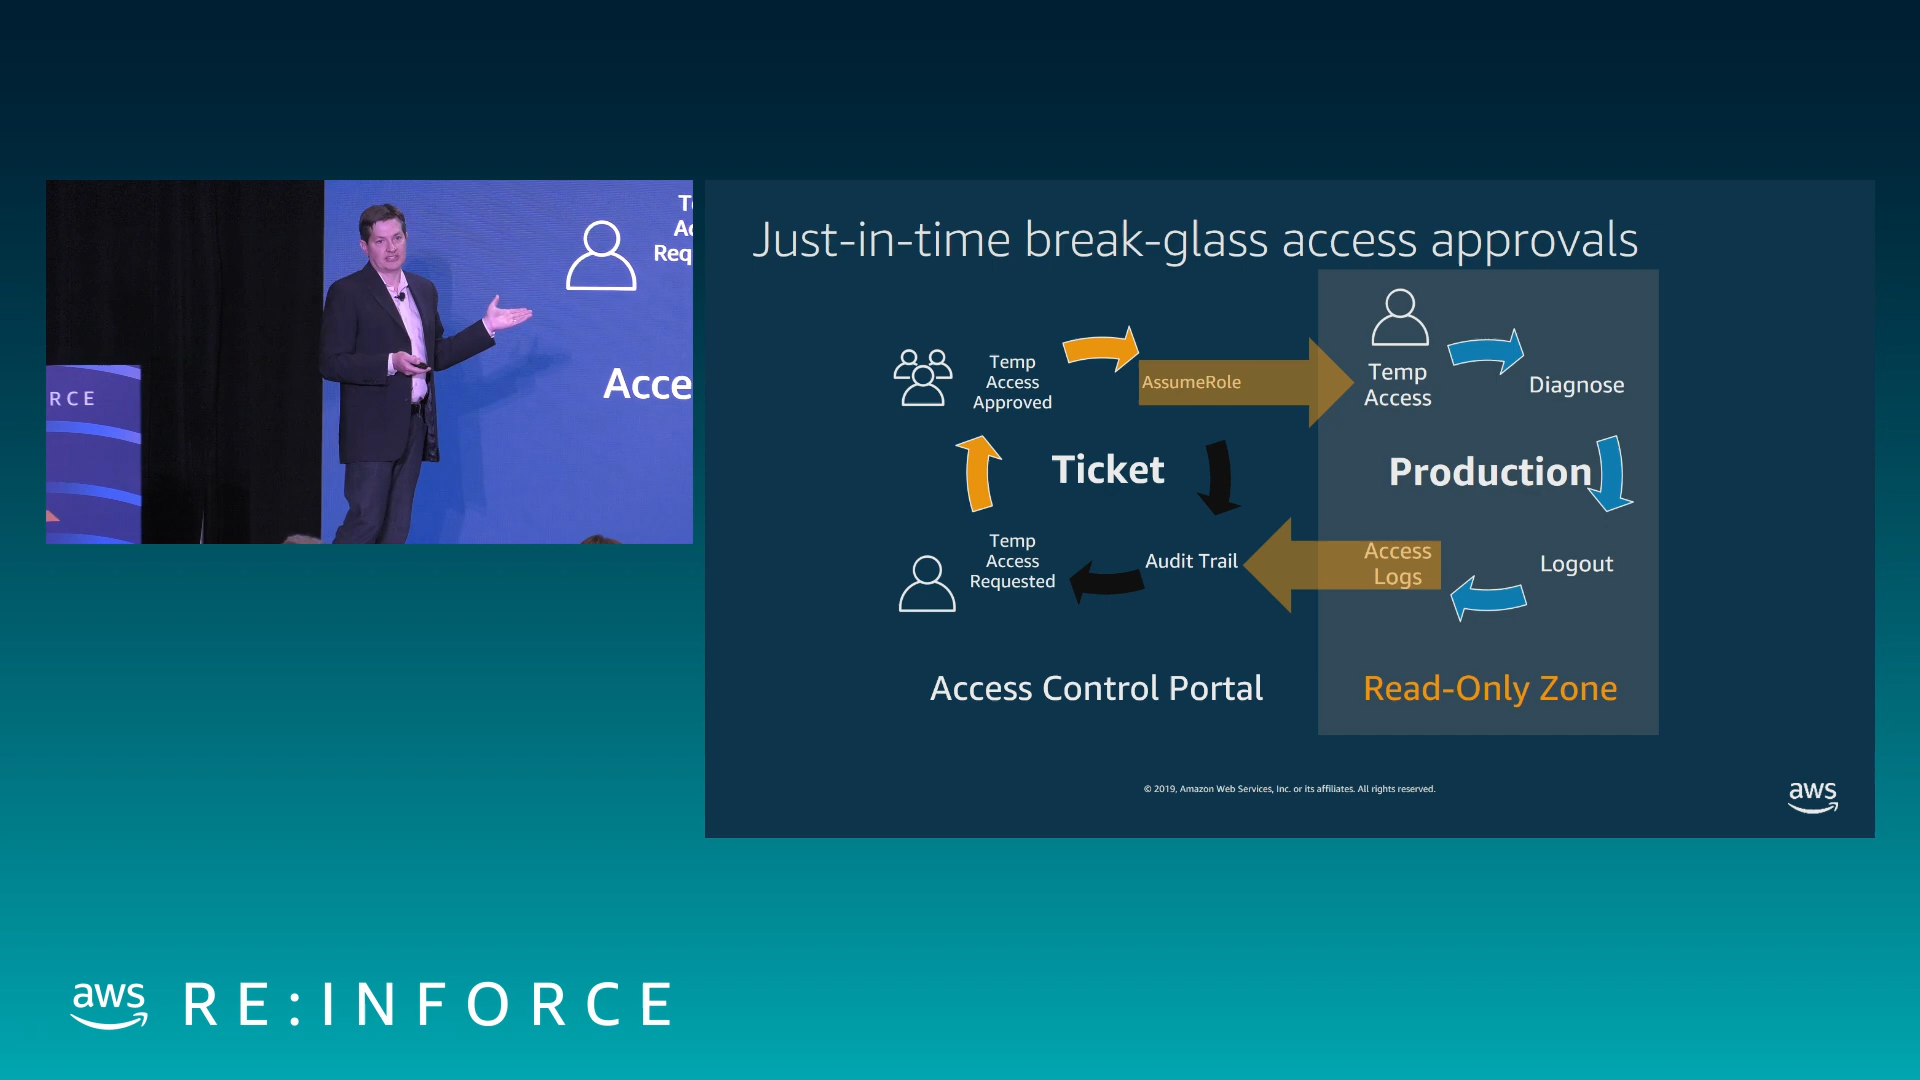 Just-in-time break-glass access approvals
T
Ac
Req
Acce
RCE
Temp
Access
Approved
AssumeRole
Temp
Access
Diagnose
Ticket
Production
Temp
Access
Requested
Audit Trail
Access
Logs
Logout
Access Control Portal
Read-Only Zone
© 2019, Amazon Web Services, Inc. or its affiliates. All rights reserved.
aws
aws RE:INFORCE